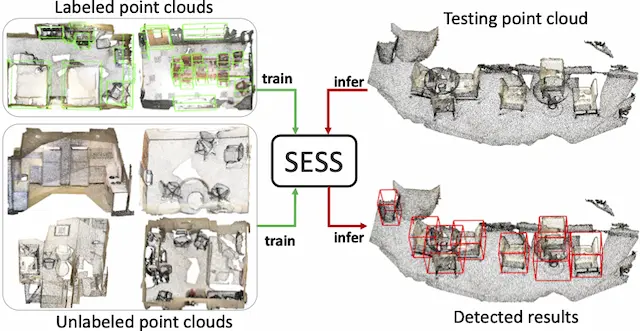 Labeled point clouds
Testing point cloud
train
infer
SESS
train
infer
Unlabeled point clouds
Detected results